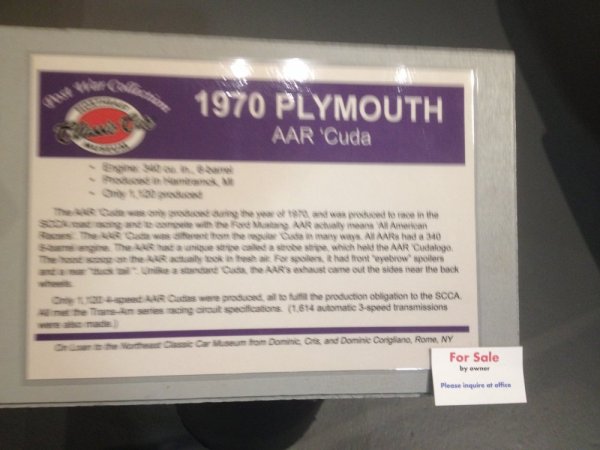 Post War Collection
NORTHEAST
Classic Car
MUSEUM
1970 PLYMOUTH
AAR 'Cuda
~ Engine: 340 cu. in., 6-barrel
~ Produced in Hamtramck, MI
~ Only 1,120 produced
The AAR 'Cuda was only produced during the year of 1970, and was produced to race in the
SCCA road racing and to compete with the Ford Mustang. AAR actually means 'All American
Racers'. The AAR 'Cuda was different from the regular 'Cuda in many ways. All AARs had a 340
6-barrel engine. The AAR had a unique stripe called a strobe stripe, which held the AAR 'Cudalogo.
The hood scoop on the AAR actually took in fresh air. For spoilers, it had front "eyebrow" spoilers
and a rear "duck tail". Unlike a standard 'Cuda, the AAR's exhaust came out the sides near the back
wheels.
Only 1,120 4-speed AAR Cudas were produced, all to fulfill the production obligation to the SCCA.
All met the Trans-Am series racing circuit specifications. (1,614 automatic 3-speed transmissions
were also made.)
On Loan to the Northeast Classic Car Museum from Dominic, Cris, and Dominic Corigliano, Rome, NY
For Sale
by owner
Please inquire at office